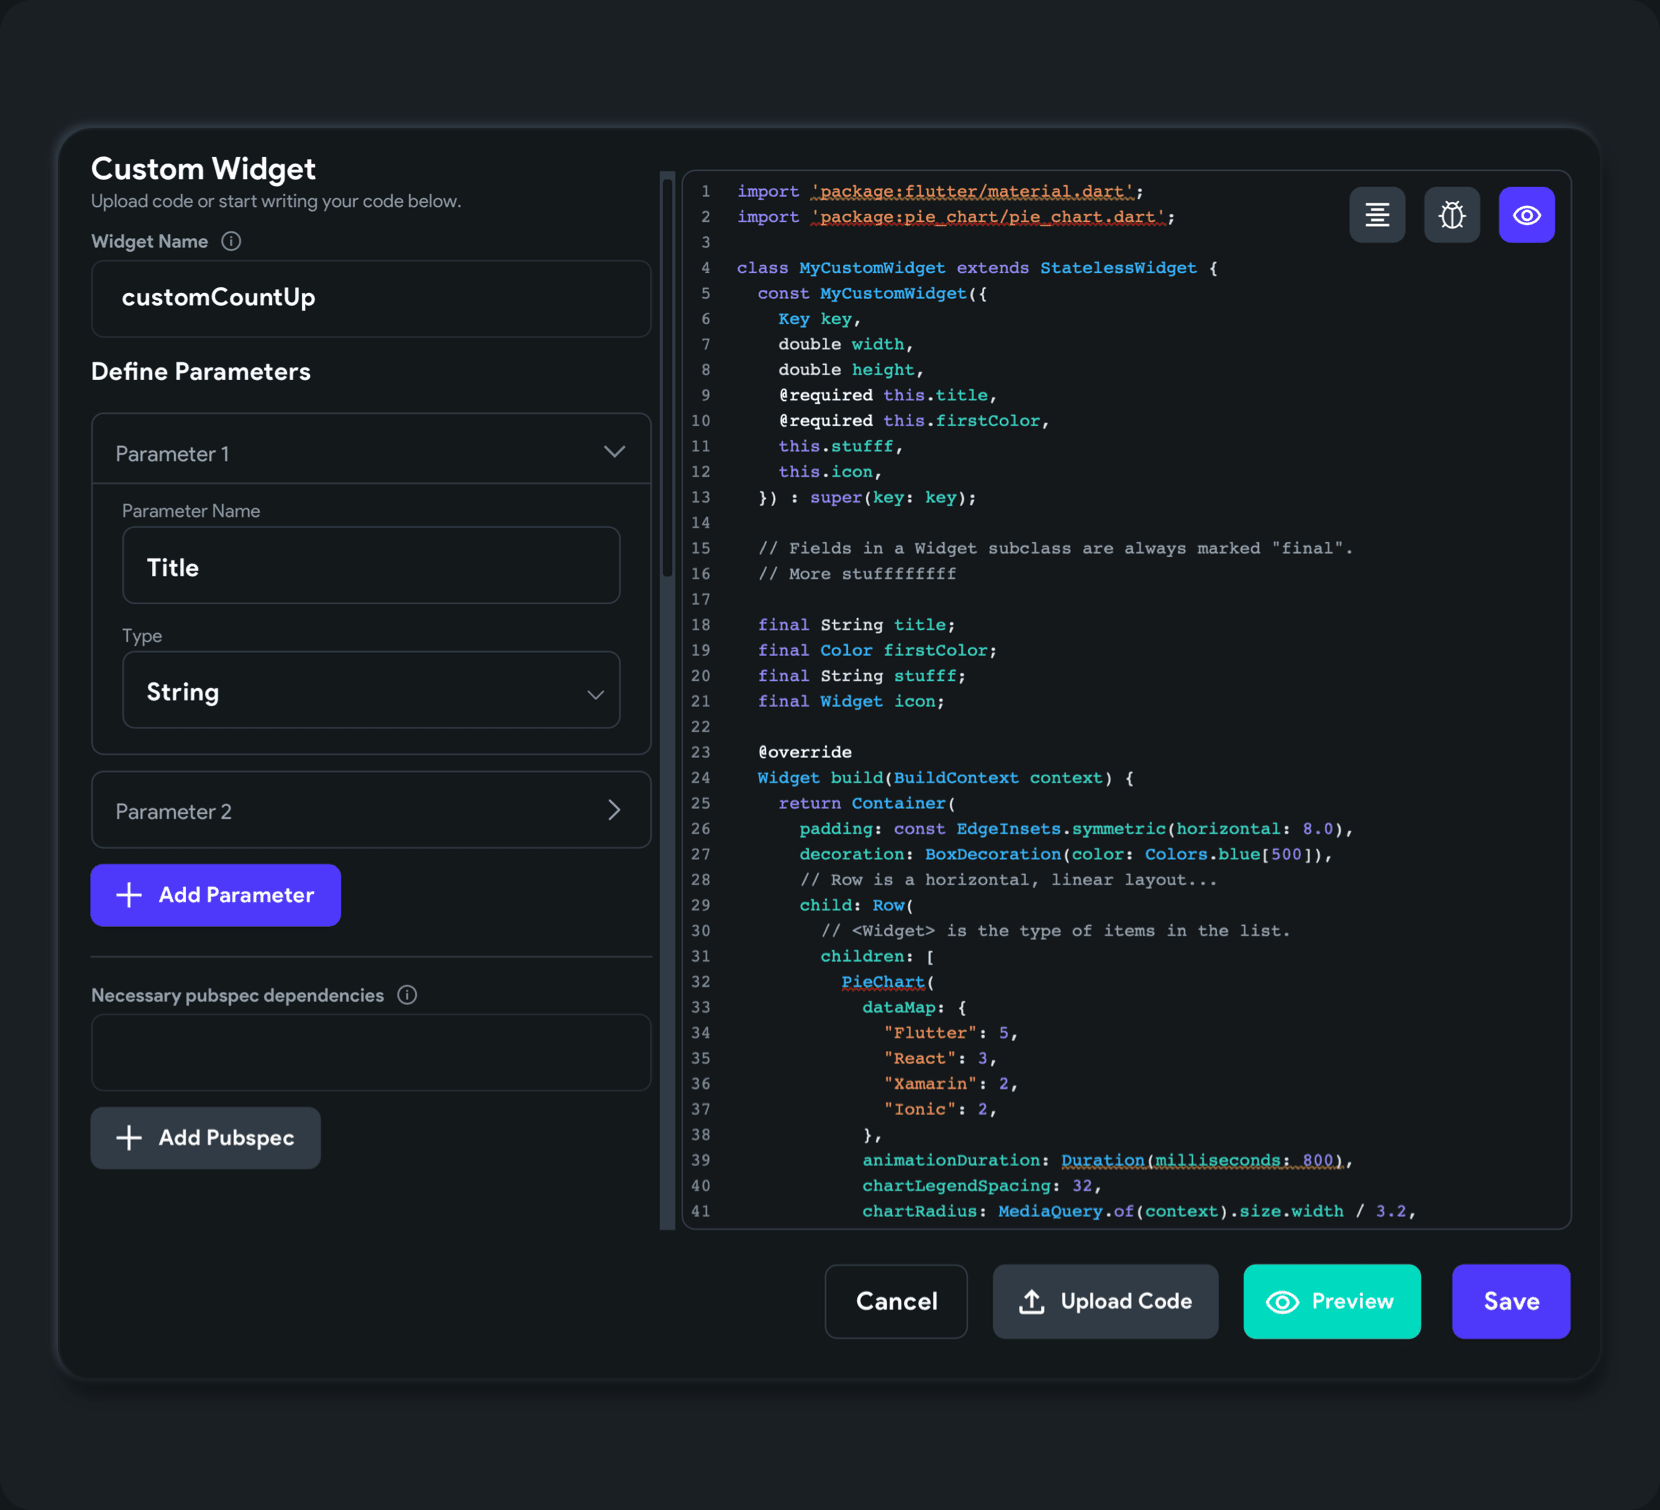 Custom Widget
Upload code or start writing your code below.
Widget Name
customCountUp
Define Parameters
Parameter 1
Parameter Name
Title
Type
String
Parameter 2
Add Parameter
Necessary pubspec dependencies
Add Pubspec
1 import 'package:flutter/material.dart';
2 import 'package:pie_chart/pie_chart.dart';
3
4 class MyCustomWidget extends StatelessWidget {
5 const MyCustomWidget({
6 Key key,
7 double width,
8 double height,
9 @required this.title,
10 @required this.firstColor,
11 this.stufff,
12 this.icon,
13 }) : super(key: key);
14
15 // Fields in a Widget subclass are always marked "final".
16 // More stuffffffff
17
18 final String title;
19 final Color firstColor;
20 final String stufff;
21 final Widget icon;
22
23 @override
24 Widget build(BuildContext context) {
25 return Container(
26 padding: const EdgeInsets.symmetric(horizontal: 8.0),
27 decoration: BoxDecoration(color: Colors.blue[500]),
28 // Row is a horizontal, linear layout...
29 child: Row(
30 // <Widget> is the type of items in the list.
31 children: [
32 PieChart(
33 dataMap: {
34 "Flutter": 5,
35 "React": 3,
36 "Xamarin": 2,
37 "Ionic": 2,
38 },
39 animationDuration: Duration(milliseconds: 800),
40 chartLegendSpacing: 32,
41 chartRadius: MediaQuery.of(context).size.width / 3.2,
Cancel
Upload Code
Preview
Save